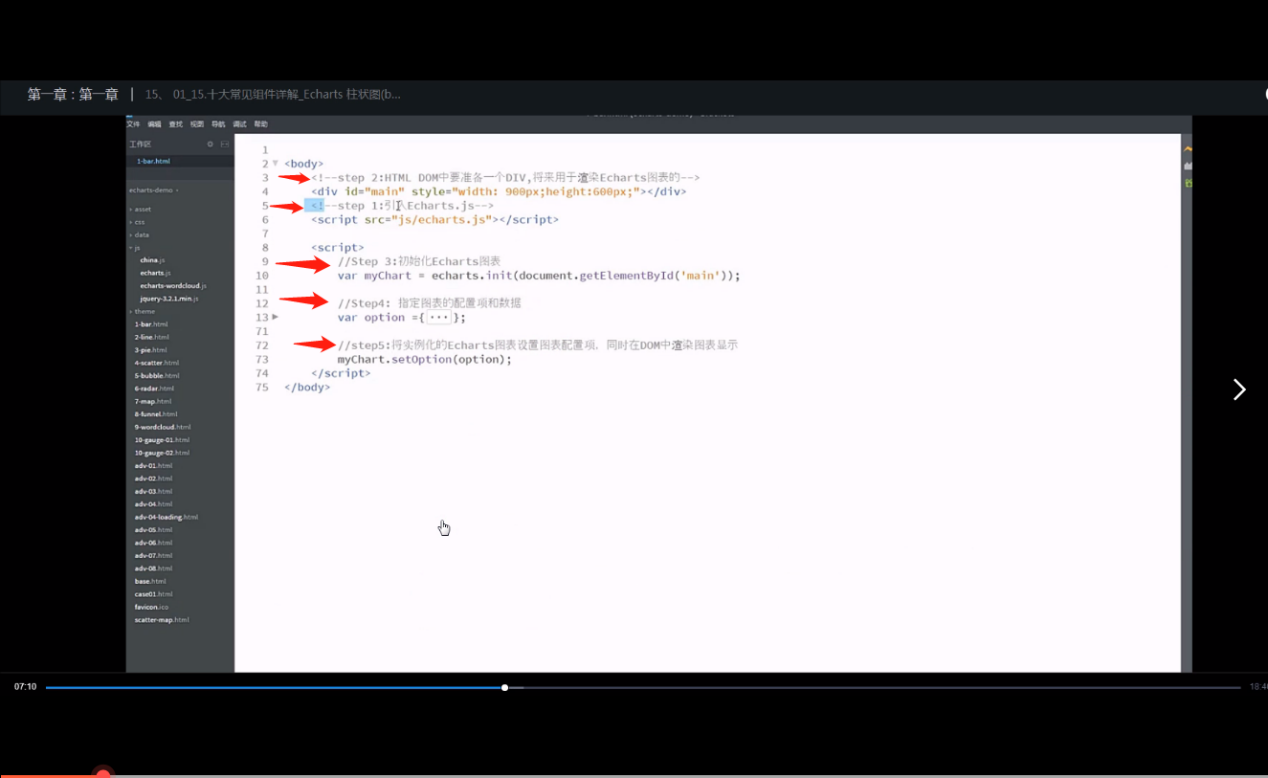 第一章 : 第一章 | 15、 01_15.十大常见组件详解_Echarts 柱状图(b...
文件 编辑 查找 视图 导航 调试 帮助
工作区
1-bar.html
echarts-demo
asset
css
data
js
china.js
echarts.js
echarts-wordcloud.js
jquery-3.2.1.min.js
theme
1-bar.html
2-line.html
3-pie.html
4-scatter.html
5-bubble.html
6-radar.html
7-map.html
8-funnel.html
9-wordcloud.html
10-gauge-01.html
10-gauge-02.html
adv-01.html
adv-02.html
adv-03.html
adv-04.html
adv-04-loading.html
adv-05.html
adv-06.html
adv-07.html
adv-08.html
base.html
case01.html
favicon.ico
scatter-map.html
1
2 <body>
3 <!--step 2:HTML DOM中要准备一个DIV,将来用于渲染Echarts图表的-->
4 <div id="main" style="width: 900px;height:600px;"></div>
5 <!--step 1:引入Echarts.js-->
6 <script src="js/echarts.js"></script>
7
8 <script>
9 //Step 3:初始化Echarts图表
10 var myChart = echarts.init(document.getElementById('main'));
11
12 //Step4: 指定图表的配置项和数据
13 var option ={...};
71
72 //step5:将实例化的Echarts图表设置图表配置项，同时在DOM中渲染图表显示
73 myChart.setOption(option);
74 </script>
75 </body>
07:10